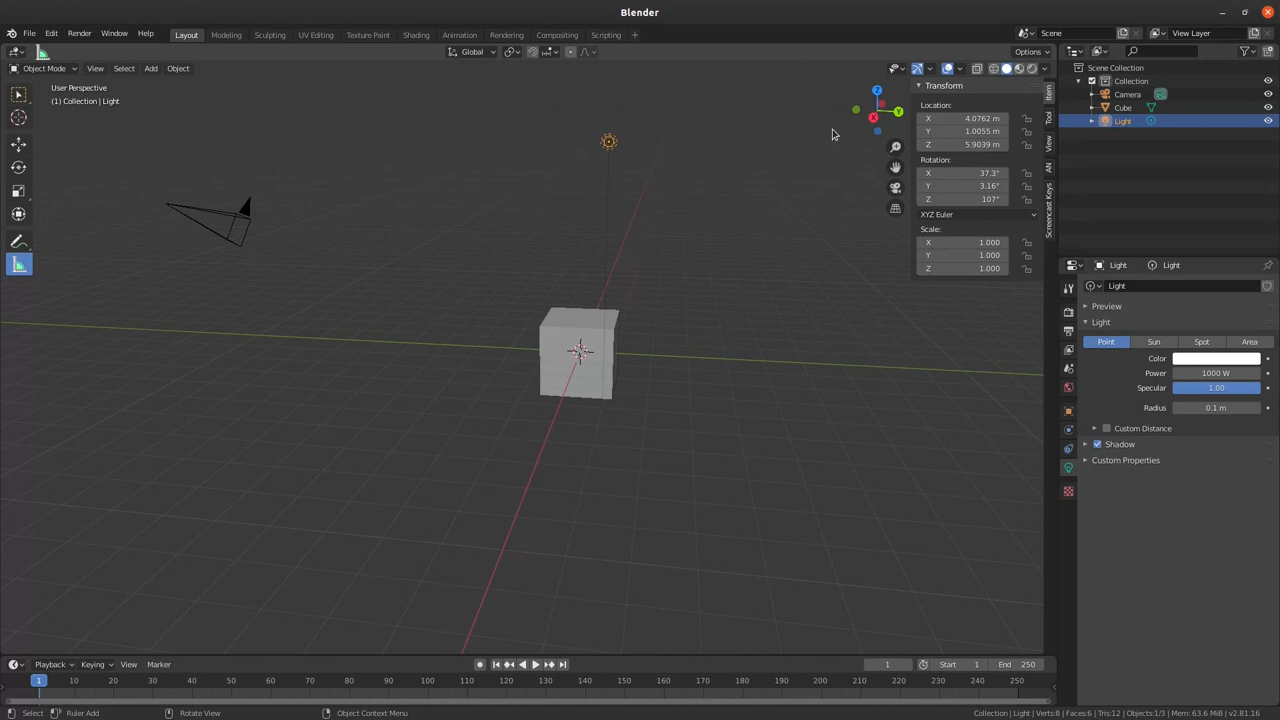 Blender
File Edit Render Window Help Layout Modeling Sculpting UV Editing Texture Paint Shading Animation Rendering Compositing Scripting + Scene View Layer
Global Options
Object Mode View Select Add Object
User Perspective
(1) Collection | Light
Z
Y
X
Transform
Location:
X 4.0762 m
Y 1.0055 m
Z 5.9039 m
Rotation:
X 37.3°
Y 3.16°
Z 107°
XYZ Euler
Scale:
X 1.000
Y 1.000
Z 1.000
Item
Tool
View
AN
Screencast Keys
Scene Collection
Collection
Camera
Cube
Light
Light Light
Light
Preview
Light
Point Sun Spot Area
Color
Power 1000 W
Specular 1.00
Radius 0.1 m
Custom Distance
Shadow
Custom Properties
Playback Keying View Marker 1 Start 1 End 250
1 10 20 30 40 50 60 70 80 90 100 110 120 130 140 150 160 170 180 190 200 210 220 230 240 250
Select Ruler Add Rotate View Object Context Menu Collection | Light | Verts:8 | Faces:6 | Tris:12 | Objects:1/3 | Mem: 63.6 MiB | v2.81.16